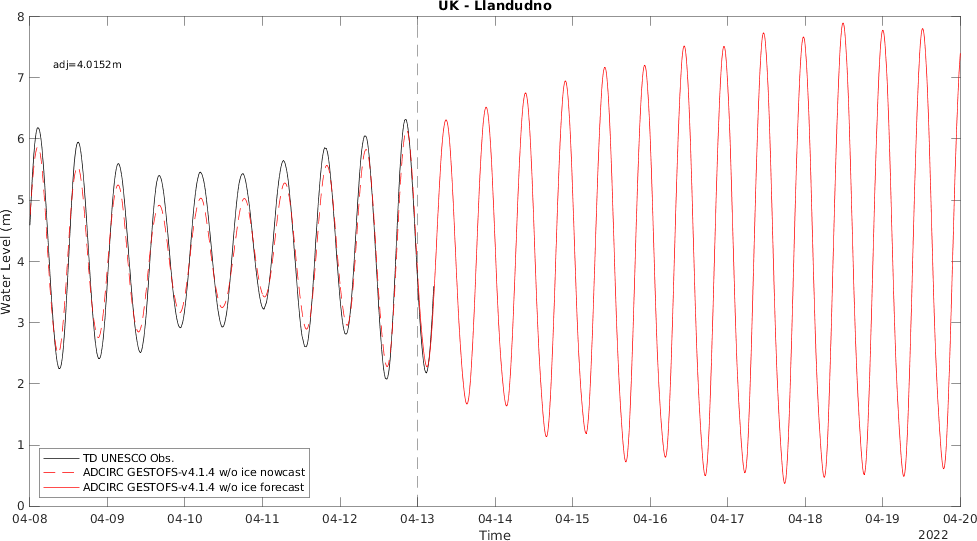 UK - Llandudno
adj=4.0152m
Water Level (m)
8
7
6
5
4
3
2
1
0
TD UNESCO Obs.
ADCIRC GESTOFS-v4.1.4 w/o ice nowcast
ADCIRC GESTOFS-v4.1.4 w/o ice forecast
04-08 04-09 04-10 04-11 04-12 04-13 04-14 04-15 04-16 04-17 04-18 04-19 04-20
Time
2022